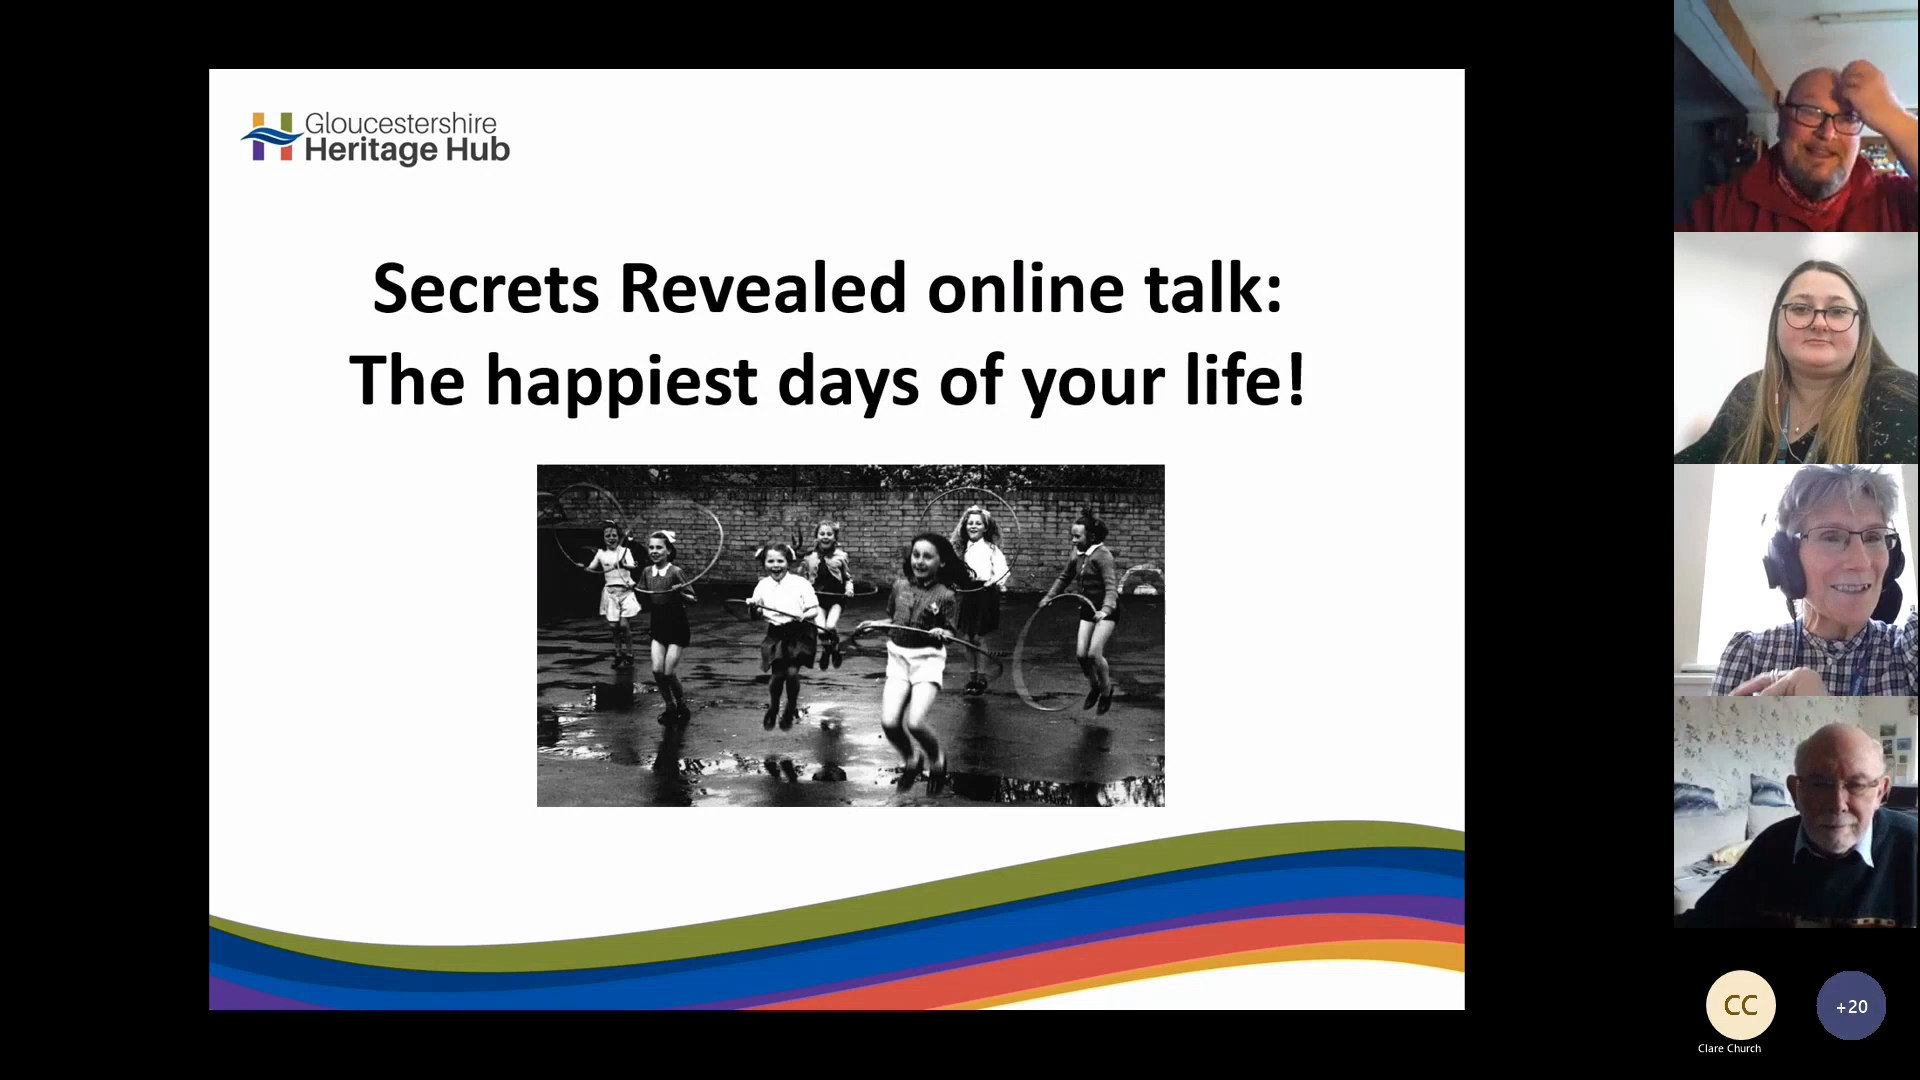 Gloucestershire
Heritage Hub
Secrets Revealed online talk:
The happiest days of your life!
CC
+20
Clare Church